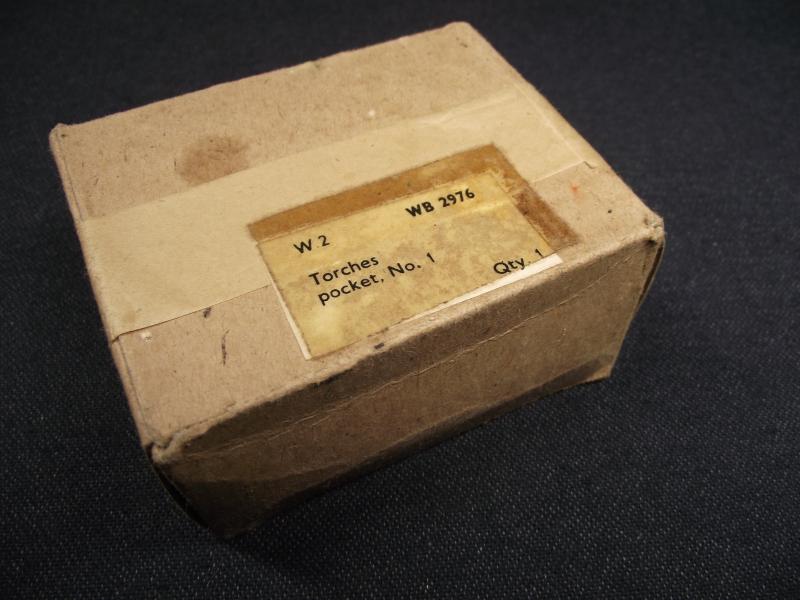 W 2 WB 2976
Torches
pocket, No. 1 Qty. 1